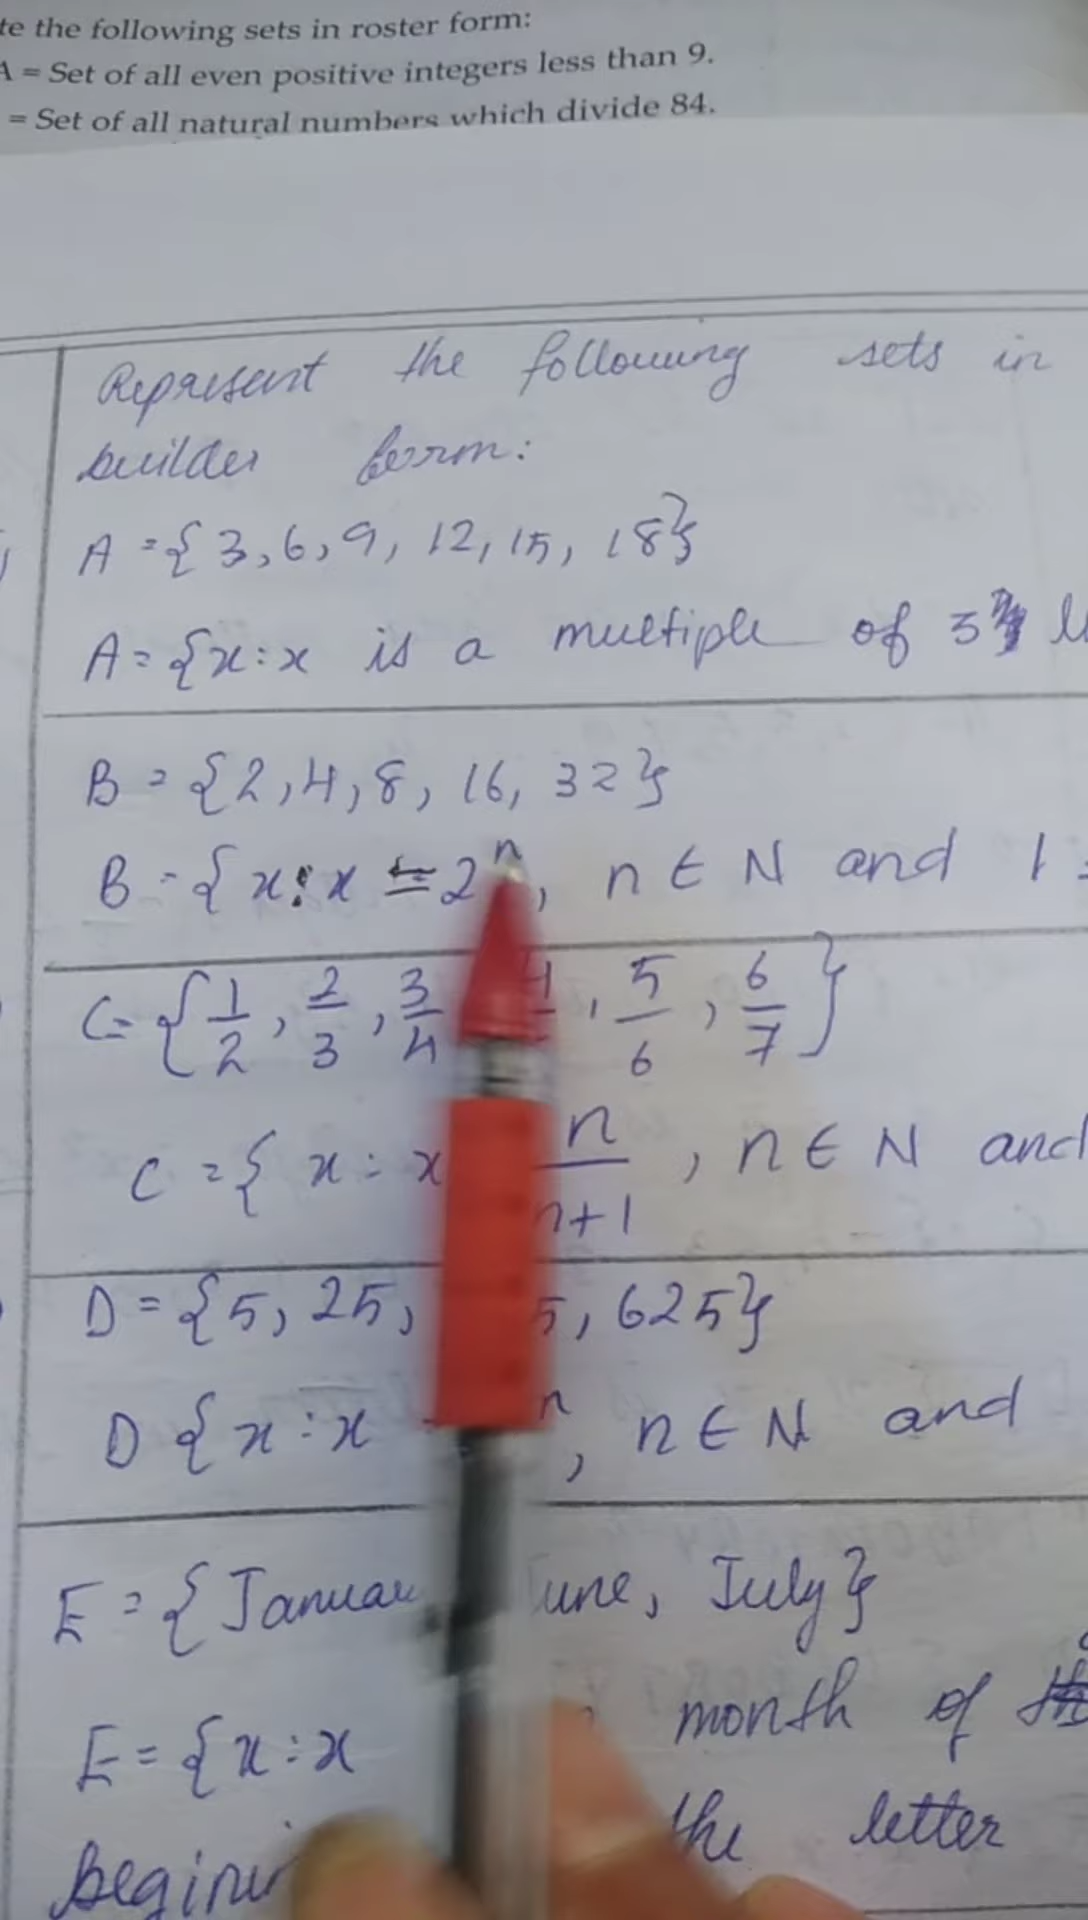 te the following sets in roster form:
A = Set of all even positive integers less than 9.
= Set of all natural numbers which divide 84.
Represent the following sets in
builder form:
A = {3, 6, 9, 12, 15, 18}
A = {x : x is a multiple of 3
B = {2, 4, 8, 16, 32}
B = {x : x = 2ⁿ, n ∈ N and 1
C = {1/2, 2/3, 3/4, 4/ , 5/6, 6/7}
C = { x : x n/n+1, n ∈ N and
D = {5, 25, 5, 625}
D {x : x n, n ∈ N and
E = {Januar une, July}
E = {x : x month of
Begini the letter